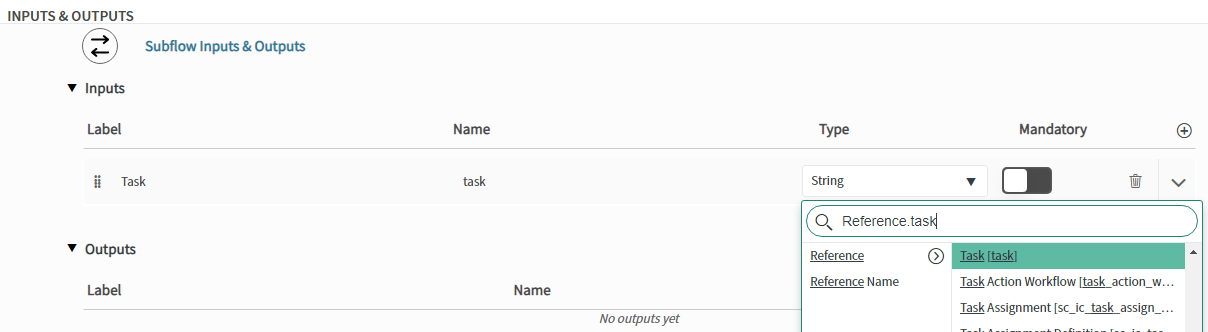 INPUTS & OUTPUTS
Subflow Inputs & Outputs
Inputs
Label Name Type Mandatory
Task task String
Reference.task
Reference Task [task]
Reference Name Task Action Workflow [task_action_w...
Task Assignment [sc_ic_task_assign_...
Outputs
Label Name
No outputs yet